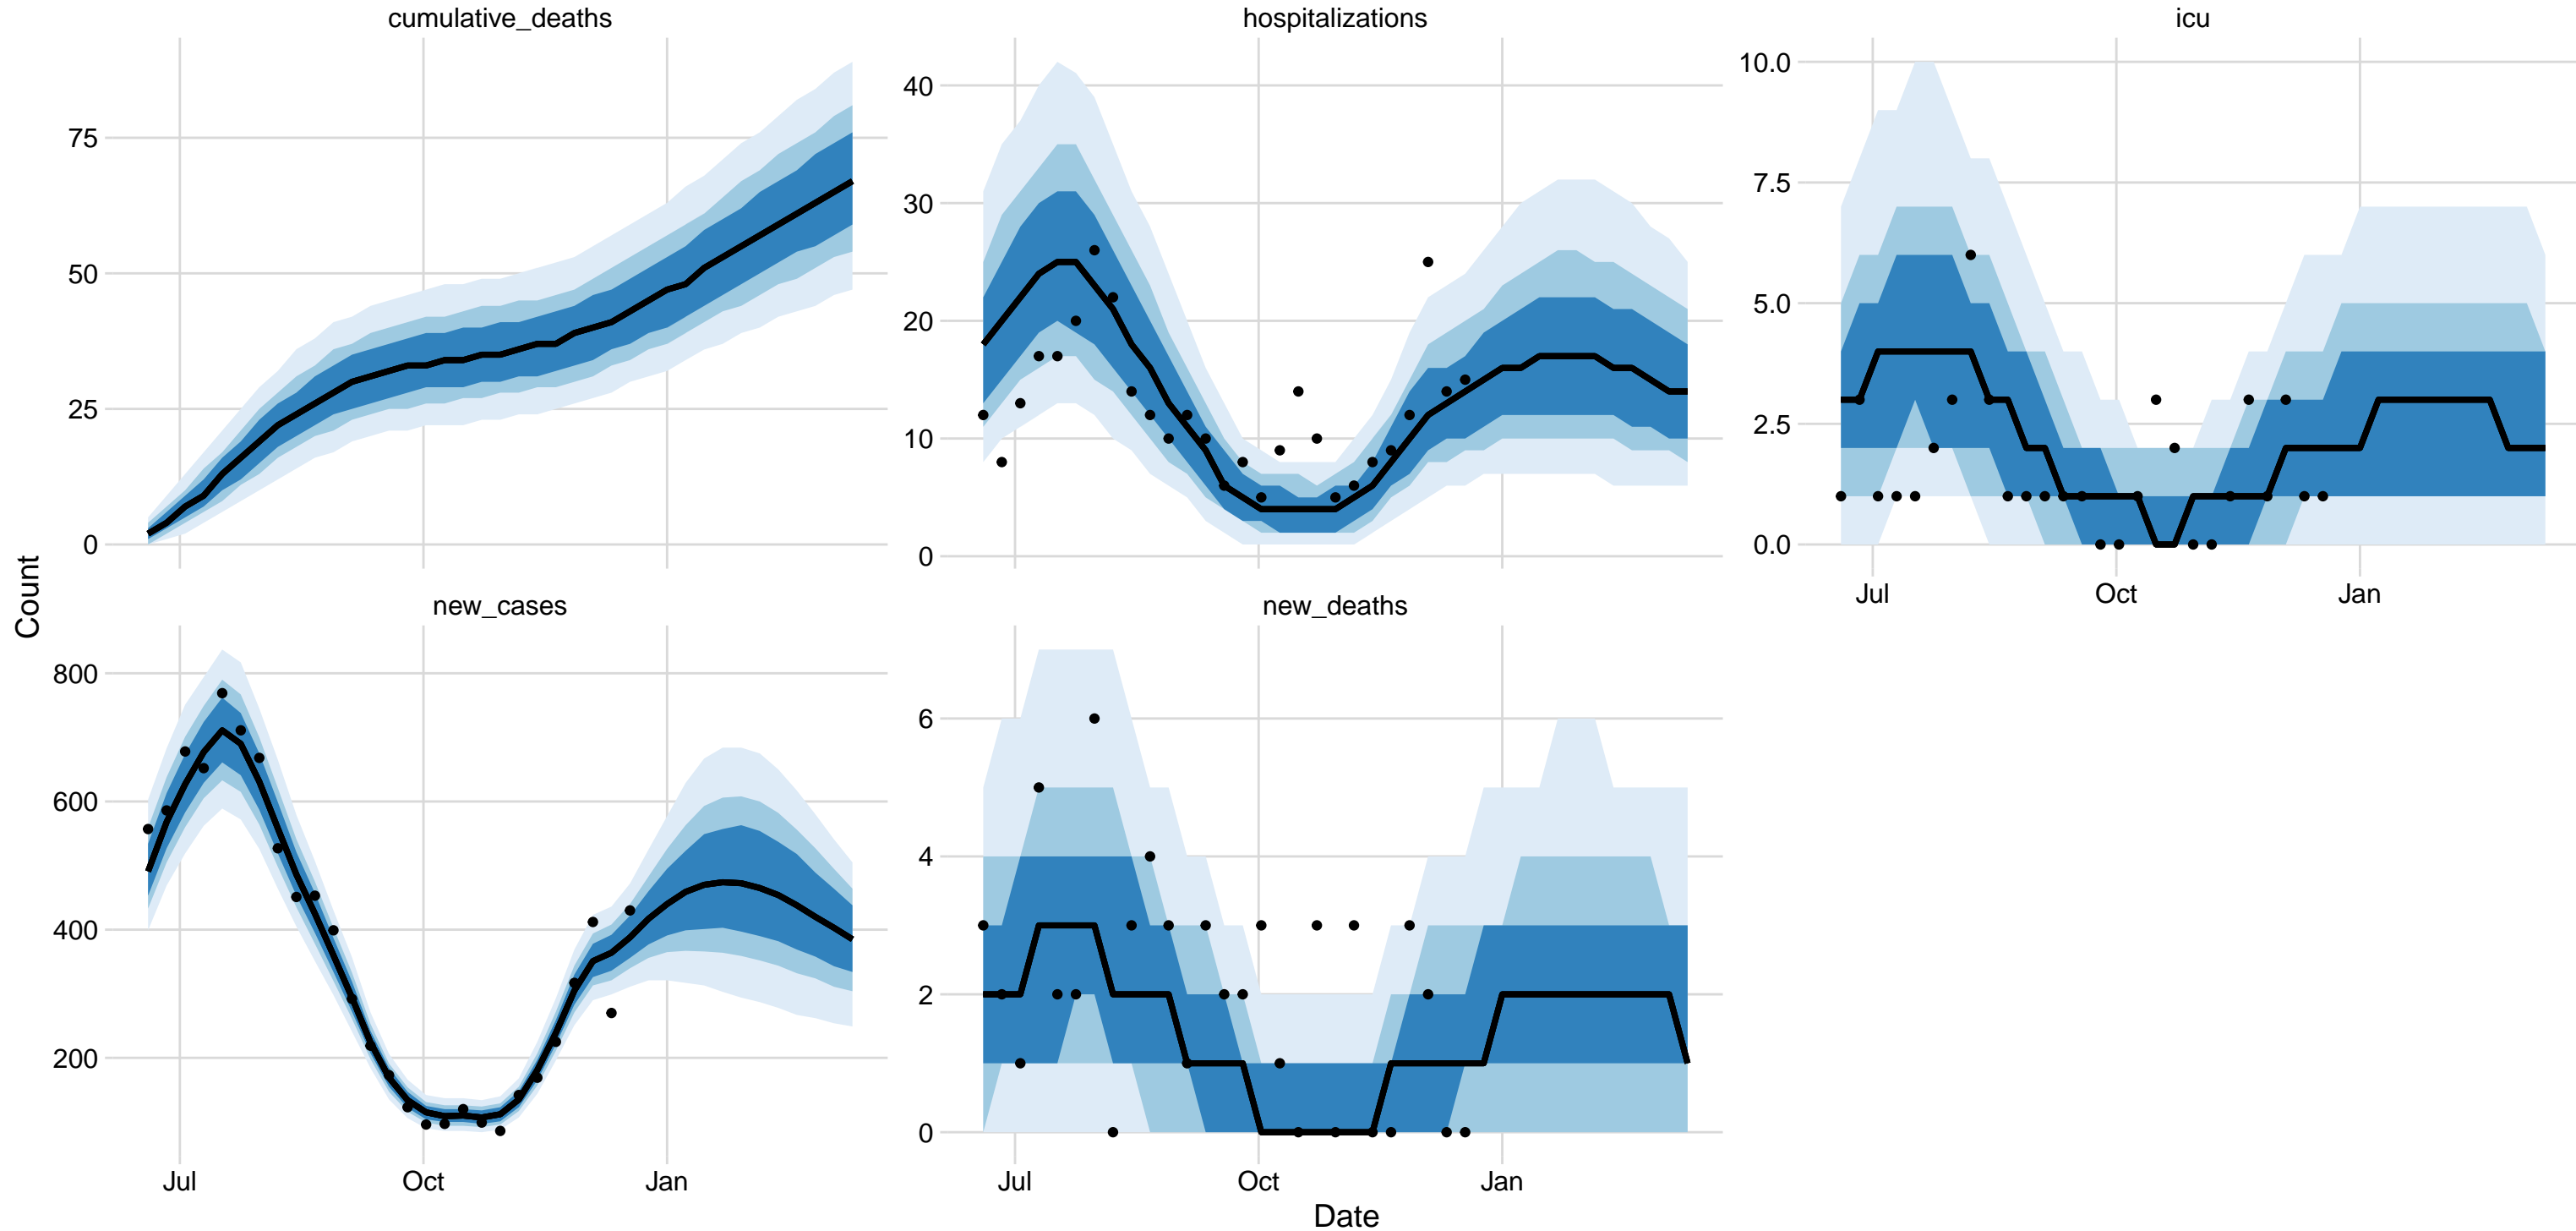 cumulative_deaths
hospitalizations
icu
75
50
25
0
40
30
20
10
0
10.0
7.5
5.0
2.5
0.0
Jul Oct Jan
Count
new_cases
new_deaths
800
600
400
200
6
4
2
0
Jul Oct Jan
Jul Oct Jan
Date